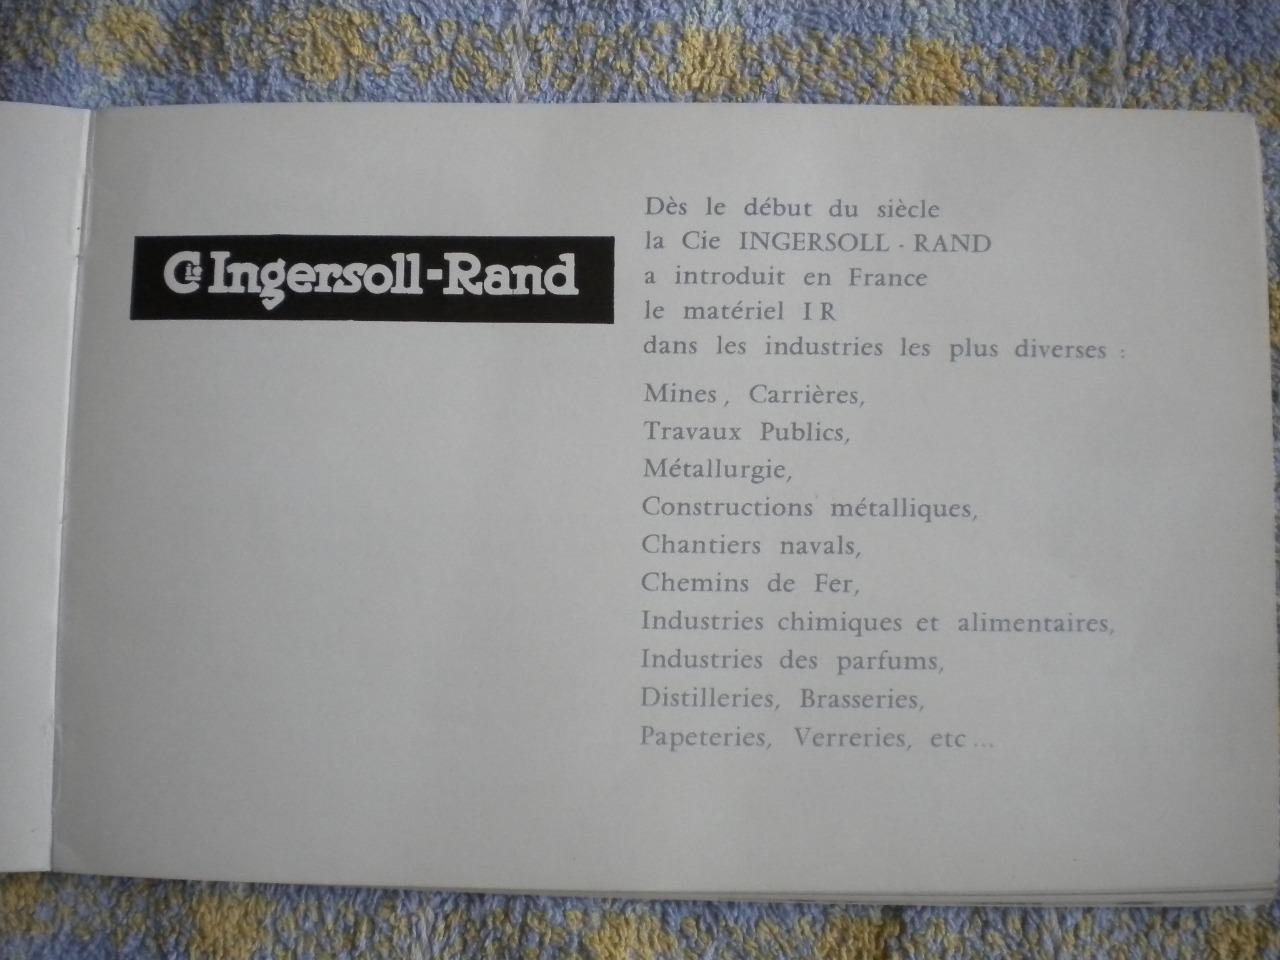 Cie Ingersoll-Rand
Dès le début du siècle
la Cie INGERSOLL - RAND
a introduit en France
le matériel I R
dans les industries les plus diverses :
Mines, Carrières,
Travaux Publics,
Métallurgie,
Constructions métalliques,
Chantiers navals,
Chemins de Fer,
Industries chimiques et alimentaires,
Industries des parfums,
Distilleries, Brasseries,
Papeteries, Verreries, etc...